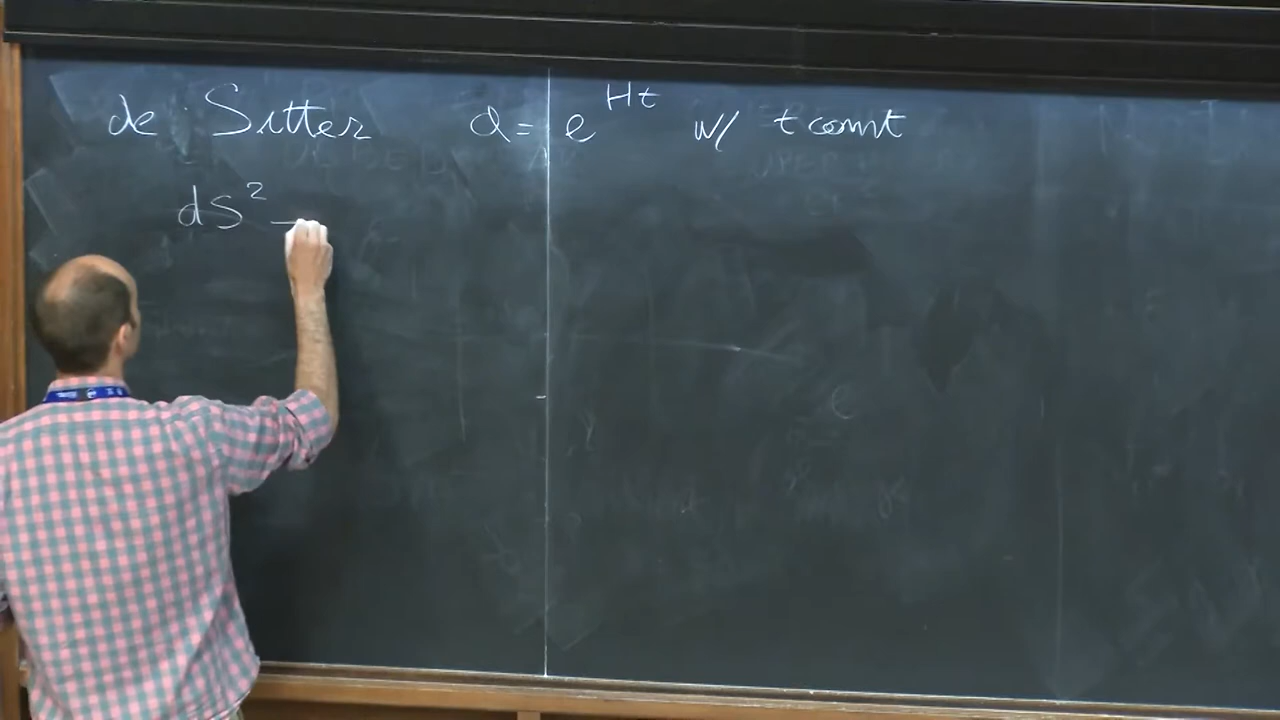 de Sitter a = e^{Ht} w/ t const
ds² —